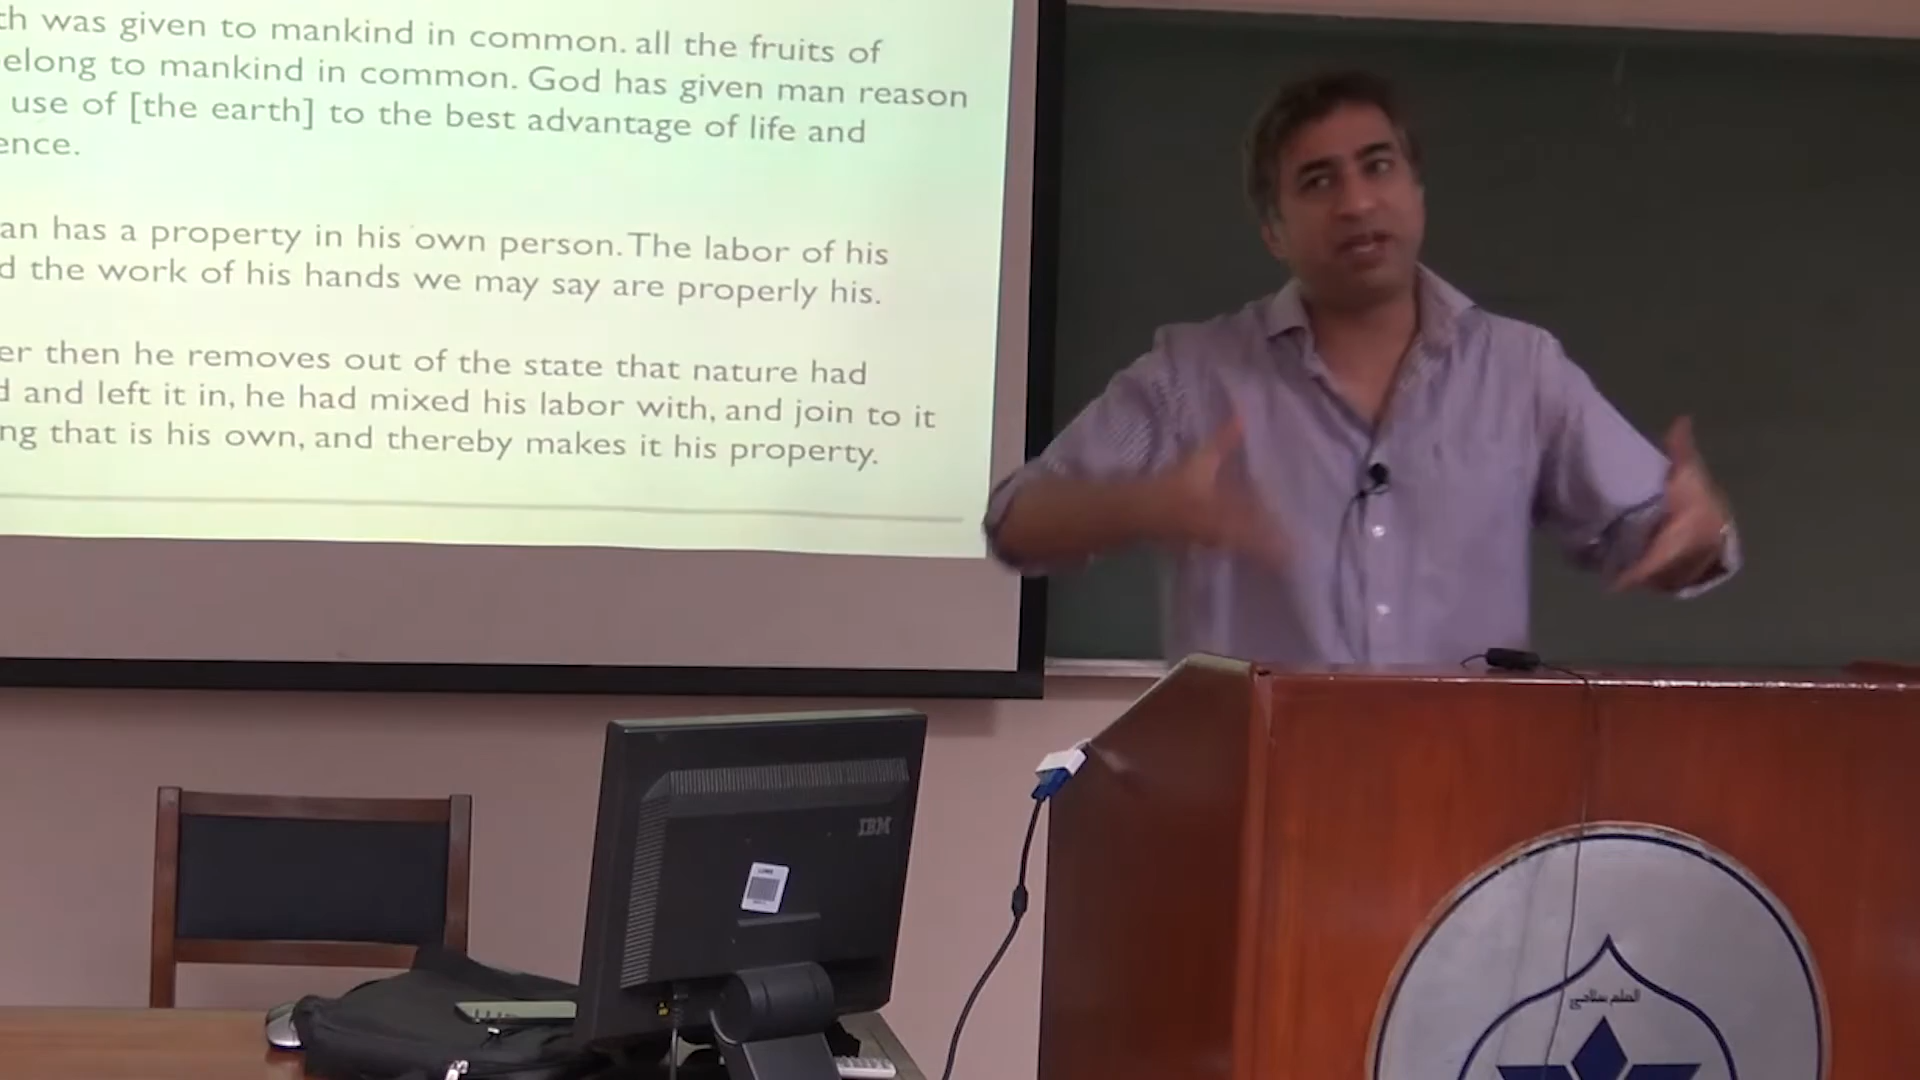 th was given to mankind in common. all the fruits of
elong to mankind in common. God has given man reason
use of [the earth] to the best advantage of life and
ence.
an has a property in his own person. The labor of his
d the work of his hands we may say are properly his.
er then he removes out of the state that nature had
d and left it in, he had mixed his labor with, and join to it
ng that is his own, and thereby makes it his property.
IBM
LUMS
العلم سلاحي